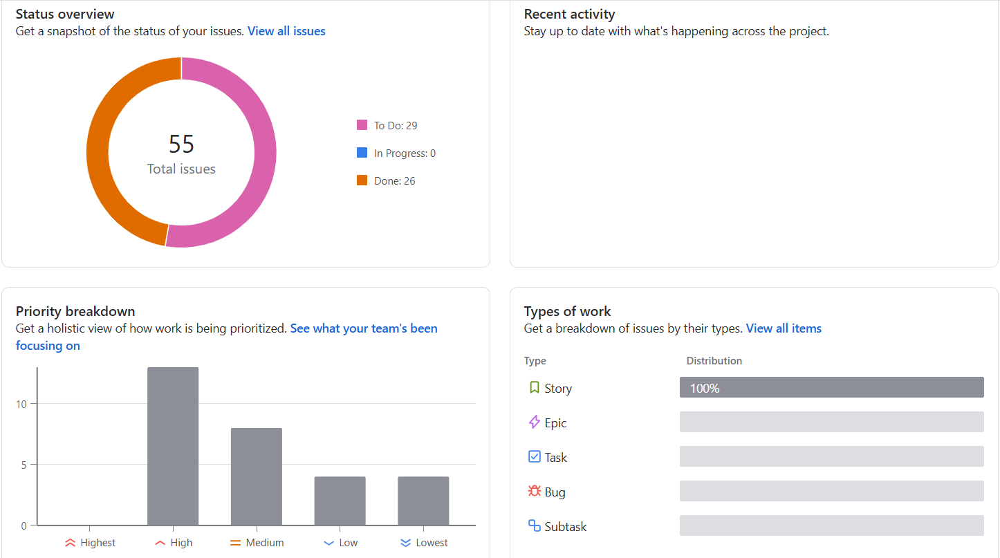 Status overview
Get a snapshot of the status of your issues. View all issues
55
Total issues
To Do: 29
In Progress: 0
Done: 26
Recent activity
Stay up to date with what's happening across the project.
Priority breakdown
Get a holistic view of how work is being prioritized. See what your team's been
focusing on
10
5
0
Highest
High
Medium
Low
Lowest
Types of work
Get a breakdown of issues by their types. View all items
Type Distribution
Story 100%
Epic
Task
Bug
Subtask